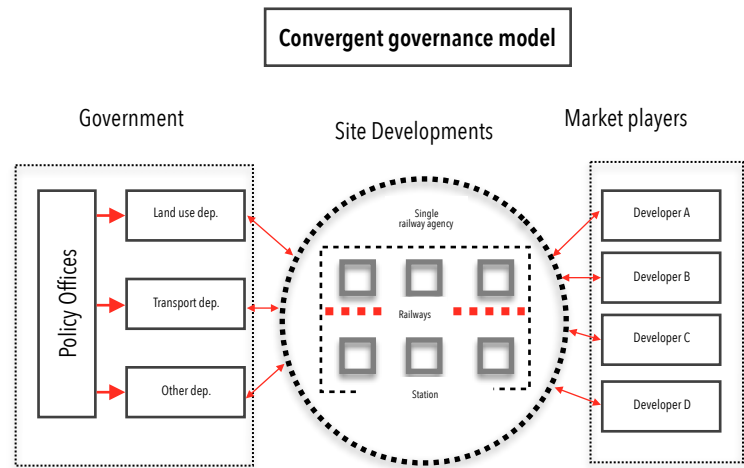 Convergent governance model
Government
Site Developments
Market players
Policy Offices
Land use dep.
Transport dep.
Other dep.
Single
railway agency
Railways
Station
Developer A
Developer B
Developer C
Developer D